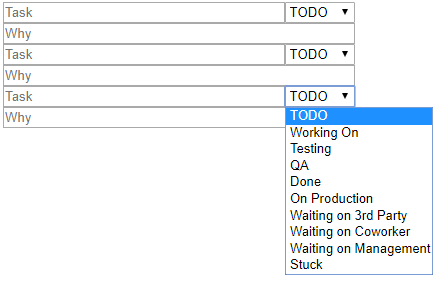 Task TODO
Why
Task TODO
Why
Task TODO
Why
TODO
Working On
Testing
QA
Done
On Production
Waiting on 3rd Party
Waiting on Coworker
Waiting on Management
Stuck